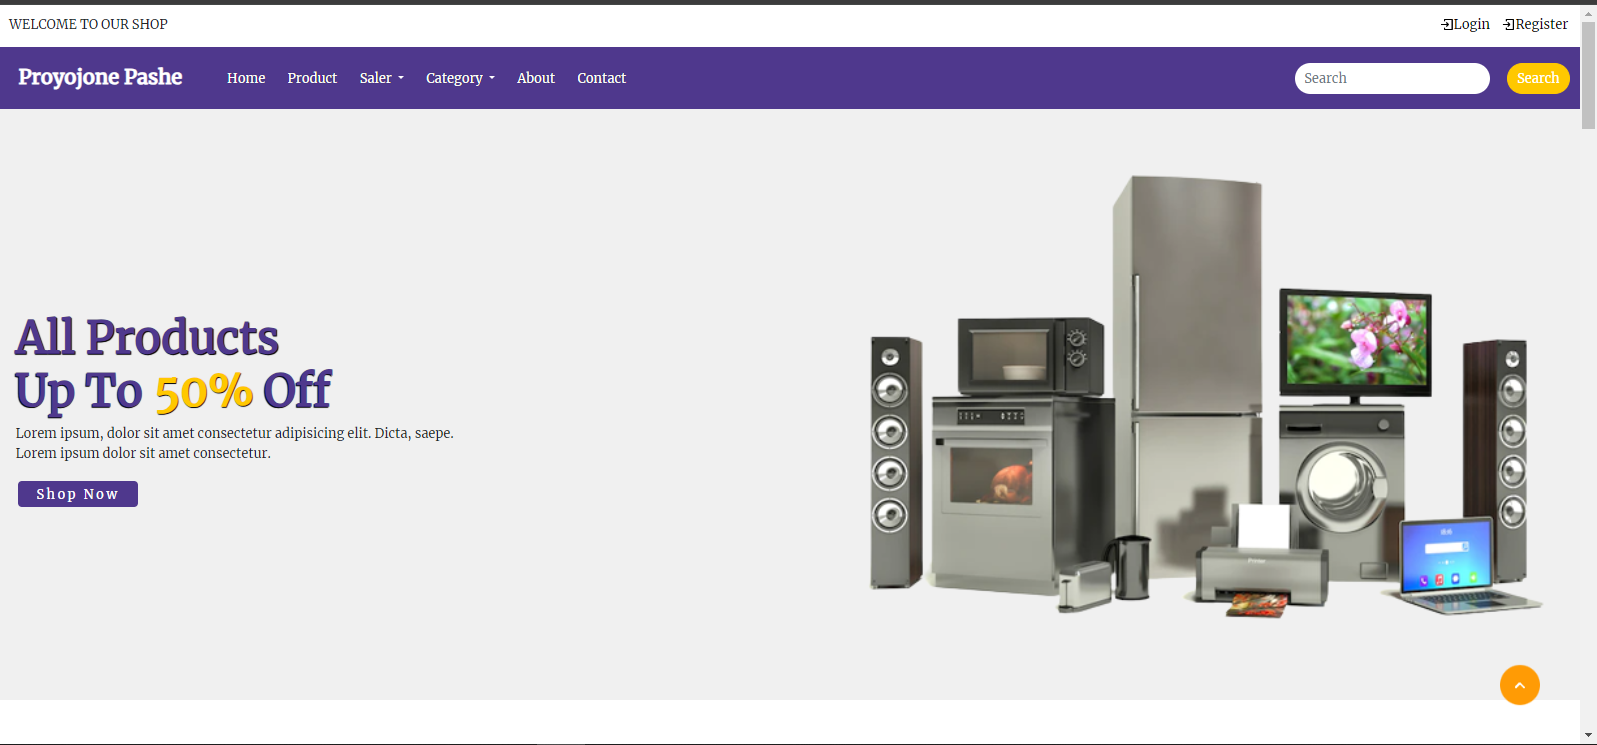 WELCOME TO OUR SHOP
Login Register
Proyojone Pashe Home Product Saler Category About Contact Search Search
All Products
Up To 50% Off
Lorem ipsum, dolor sit amet consectetur adipisicing elit. Dicta, saepe.
Lorem ipsum dolor sit amet consectetur.
Shop Now
Printer